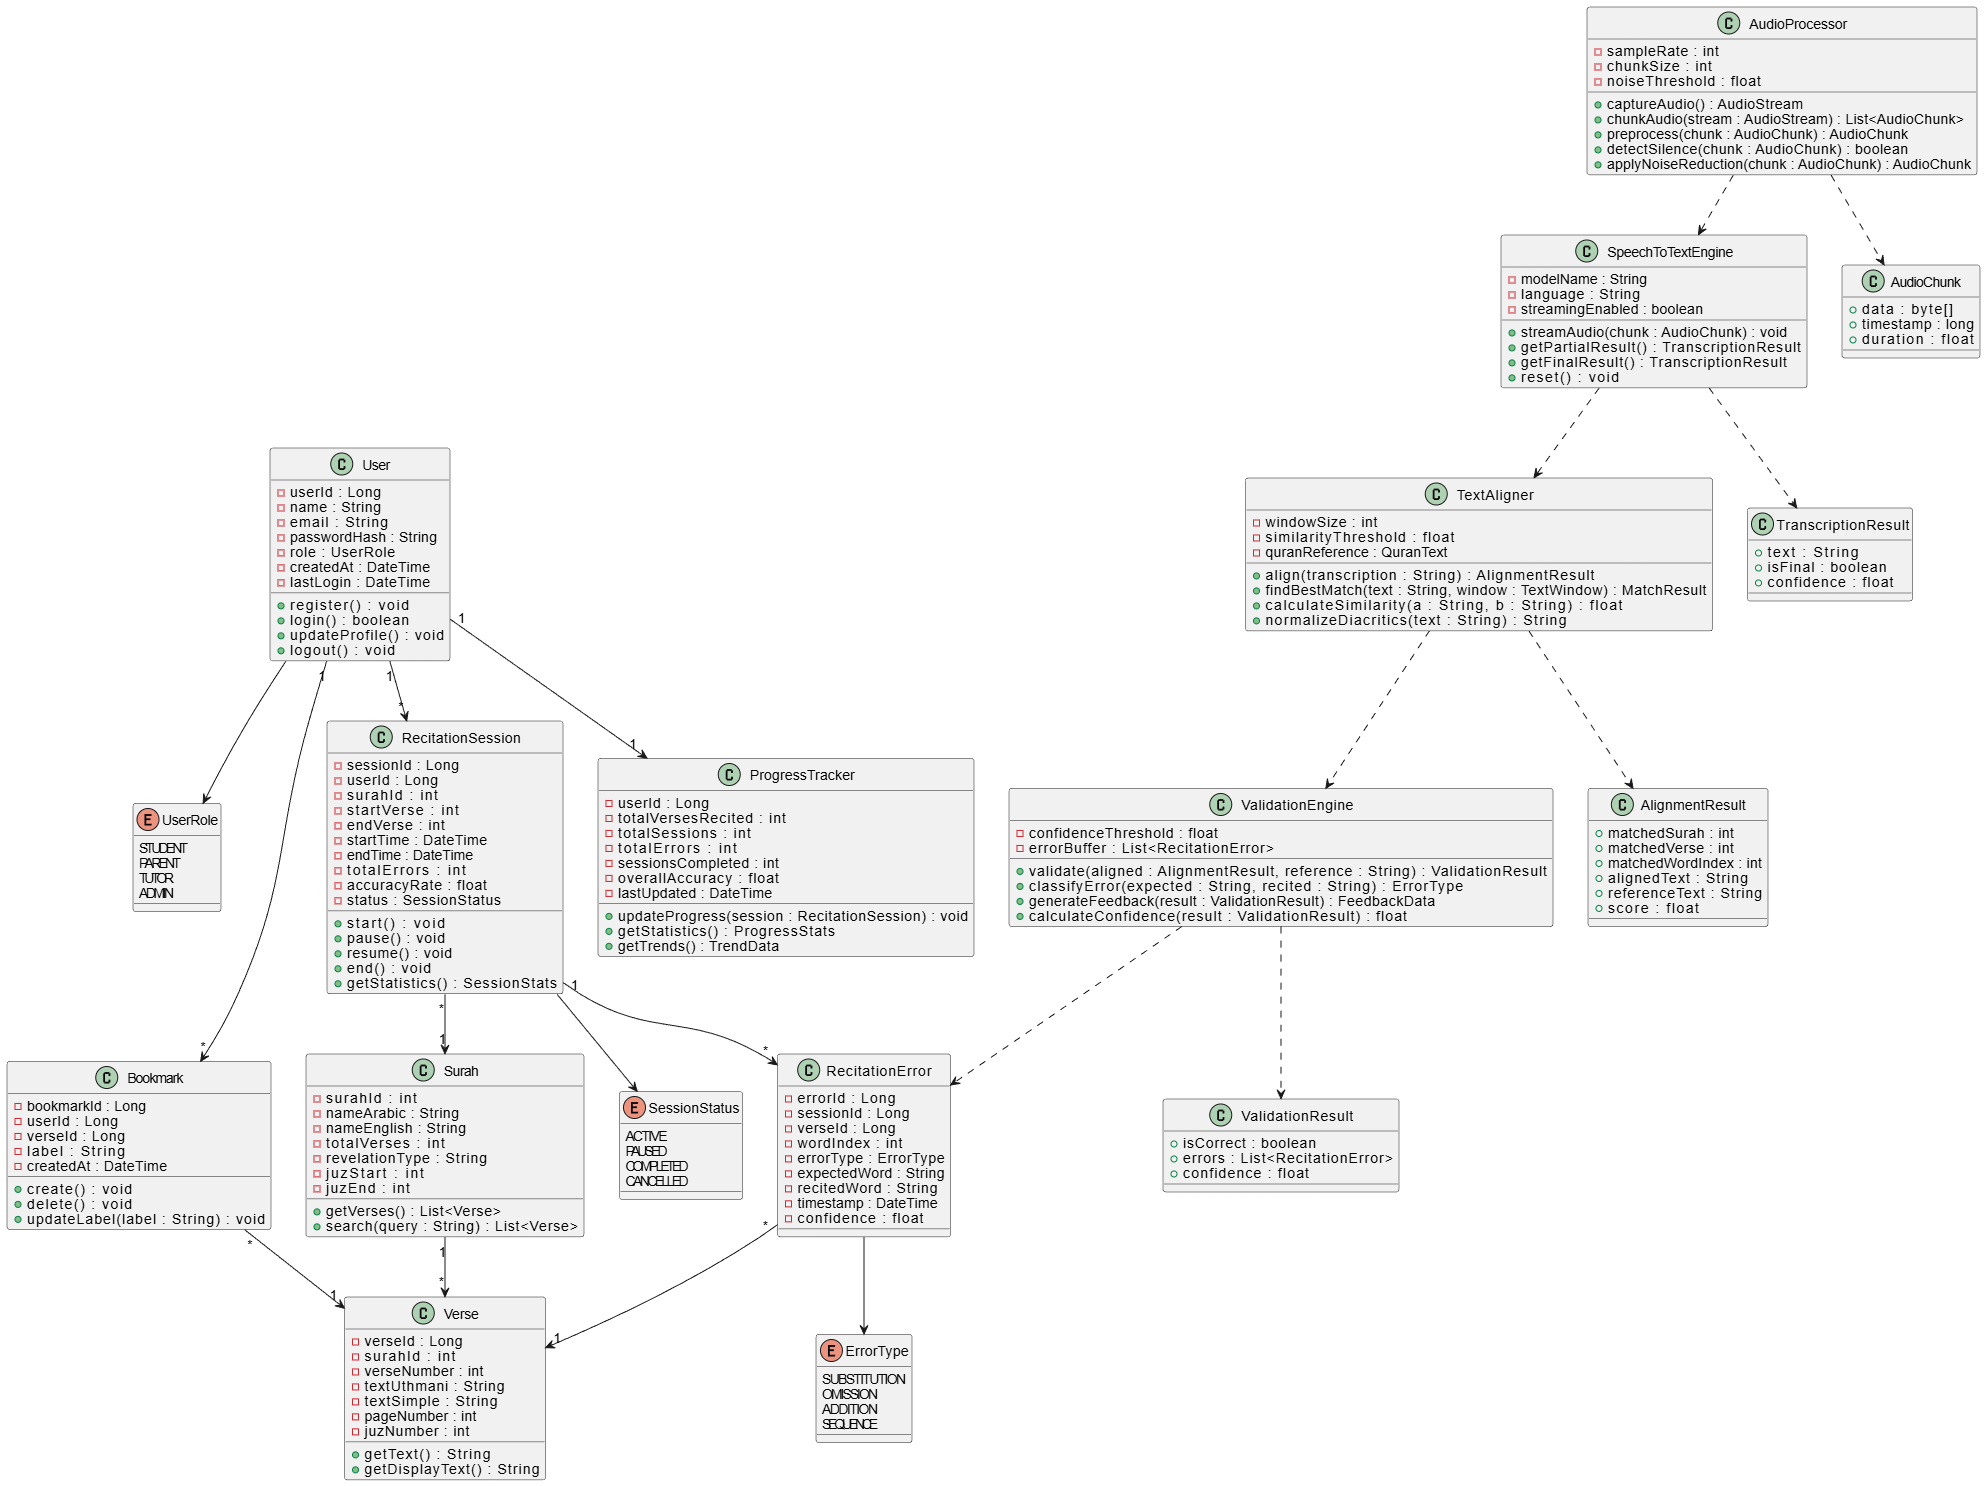 C AudioProcessor
sampleRate : int
chunkSize : int
noiseThreshold : float
captureAudio() : AudioStream
chunkAudio(stream : AudioStream) : List<AudioChunk>
preprocess(chunk : AudioChunk) : AudioChunk
detectSilence(chunk : AudioChunk) : boolean
applyNoiseReduction(chunk : AudioChunk) : AudioChunk
C SpeechToTextEngine
modelName : String
language : String
streamingEnabled : boolean
streamAudio(chunk : AudioChunk) : void
getPartialResult() : TranscriptionResult
getFinalResult() : TranscriptionResult
reset() : void
C AudioChunk
data : byte[]
timestamp : long
duration : float
C User
userId : Long
name : String
email : String
passwordHash : String
role : UserRole
createdAt : DateTime
lastLogin : DateTime
register() : void
login() : boolean
updateProfile() : void
logout() : void
1
1
1
*
1
C TextAligner
windowSize : int
similarityThreshold : float
quranReference : QuranText
align(transcription : String) : AlignmentResult
findBestMatch(text : String, window : TextWindow) : MatchResult
calculateSimilarity(a : String, b : String) : float
normalizeDiacritics(text : String) : String
C TranscriptionResult
text : String
isFinal : boolean
confidence : float
E UserRole
STUDENT
PARENT
TUTOR
ADMIN
C RecitationSession
sessionId : Long
userId : Long
surahId : int
startVerse : int
endVerse : int
startTime : DateTime
endTime : DateTime
totalErrors : int
accuracyRate : float
status : SessionStatus
start() : void
pause() : void
resume() : void
end() : void
getStatistics() : SessionStats
C ProgressTracker
userId : Long
totalVersesRecited : int
totalSessions : int
totalErrors : int
sessionsCompleted : int
overallAccuracy : float
lastUpdated : DateTime
updateProgress(session : RecitationSession) : void
getStatistics() : ProgressStats
getTrends() : TrendData
C ValidationEngine
confidenceThreshold : float
errorBuffer : List<RecitationError>
validate(aligned : AlignmentResult, reference : String) : ValidationResult
classifyError(expected : String, recited : String) : ErrorType
generateFeedback(result : ValidationResult) : FeedbackData
calculateConfidence(result : ValidationResult) : float
C AlignmentResult
matchedSurah : int
matchedVerse : int
matchedWordIndex : int
alignedText : String
referenceText : String
score : float
1
*
*
1
*
C Bookmark
bookmarkId : Long
userId : Long
verseId : Long
label : String
createdAt : DateTime
create() : void
delete() : void
updateLabel(label : String) : void
C Surah
surahId : int
nameArabic : String
nameEnglish : String
totalVerses : int
revelationType : String
juzStart : int
juzEnd : int
getVerses() : List<Verse>
search(query : String) : List<Verse>
E SessionStatus
ACTIVE
PAUSED
COMPLETED
CANCELLED
C RecitationError
errorId : Long
sessionId : Long
verseId : Long
wordIndex : int
errorType : ErrorType
expectedWord : String
recitedWord : String
timestamp : DateTime
confidence : float
C ValidationResult
isCorrect : boolean
errors : List<RecitationError>
confidence : float
*
*
1
*
1
1
C Verse
verseId : Long
surahId : int
verseNumber : int
textUthmani : String
textSimple : String
pageNumber : int
juzNumber : int
getText() : String
getDisplayText() : String
E ErrorType
SUBSTITUTION
OMISSION
ADDITION
SEQUENCE